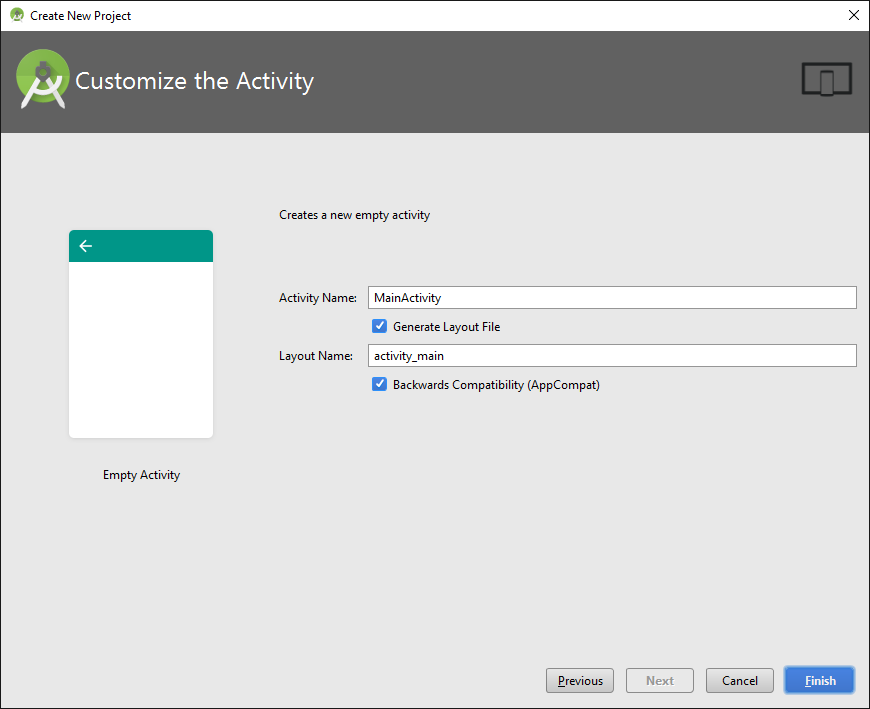 Create New Project
Customize the Activity
Creates a new empty activity
Activity Name: MainActivity
Generate Layout File
Layout Name: activity_main
Backwards Compatibility (AppCompat)
Empty Activity
Previous Next Cancel Finish